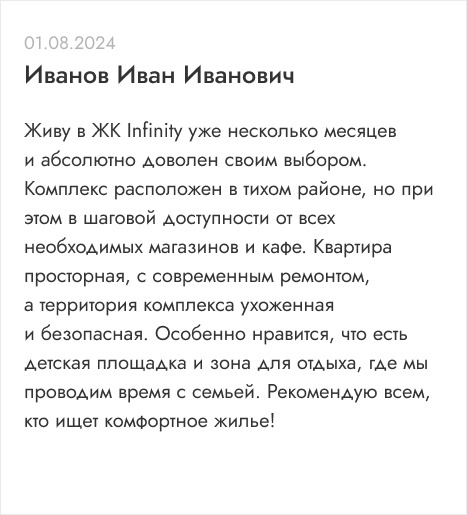 01.08.2024
Иванов Иван Иванович
Живу в ЖК Infinity уже несколько месяцев
и абсолютно доволен своим выбором.
Комплекс расположен в тихом районе, но при
этом в шаговой доступности от всех
необходимых магазинов и кафе. Квартира
просторная, с современным ремонтом,
а территория комплекса ухоженная
и безопасная. Особенно нравится, что есть
детская площадка и зона для отдыха, где мы
проводим время с семьей. Рекомендую всем,
кто ищет комфортное жилье!